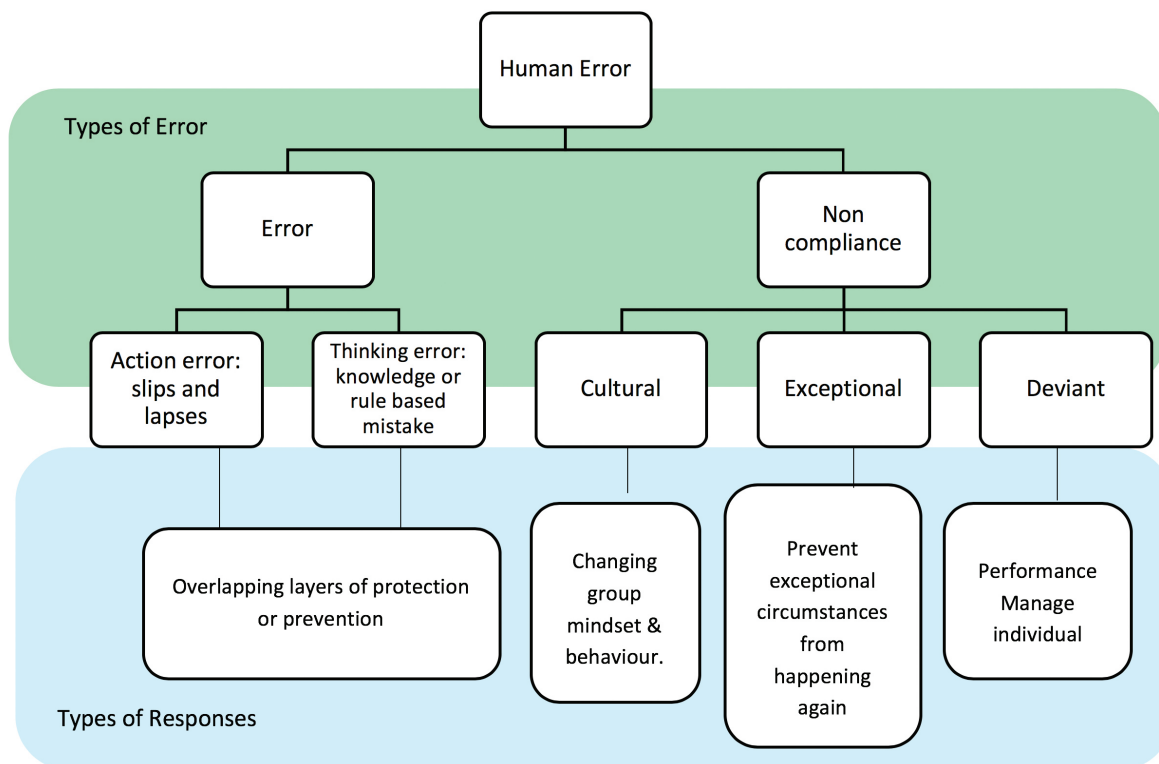 Human Error
Types of Error
Error
Non
compliance
Action error:
slips and
lapses
Thinking error:
knowledge or
rule based
mistake
Cultural
Exceptional
Deviant
Overlapping layers of protection
or prevention
Changing
group
mindset &
behaviour.
Prevent
exceptional
circumstances
from
happening
again
Performance
Manage
individual
Types of Responses